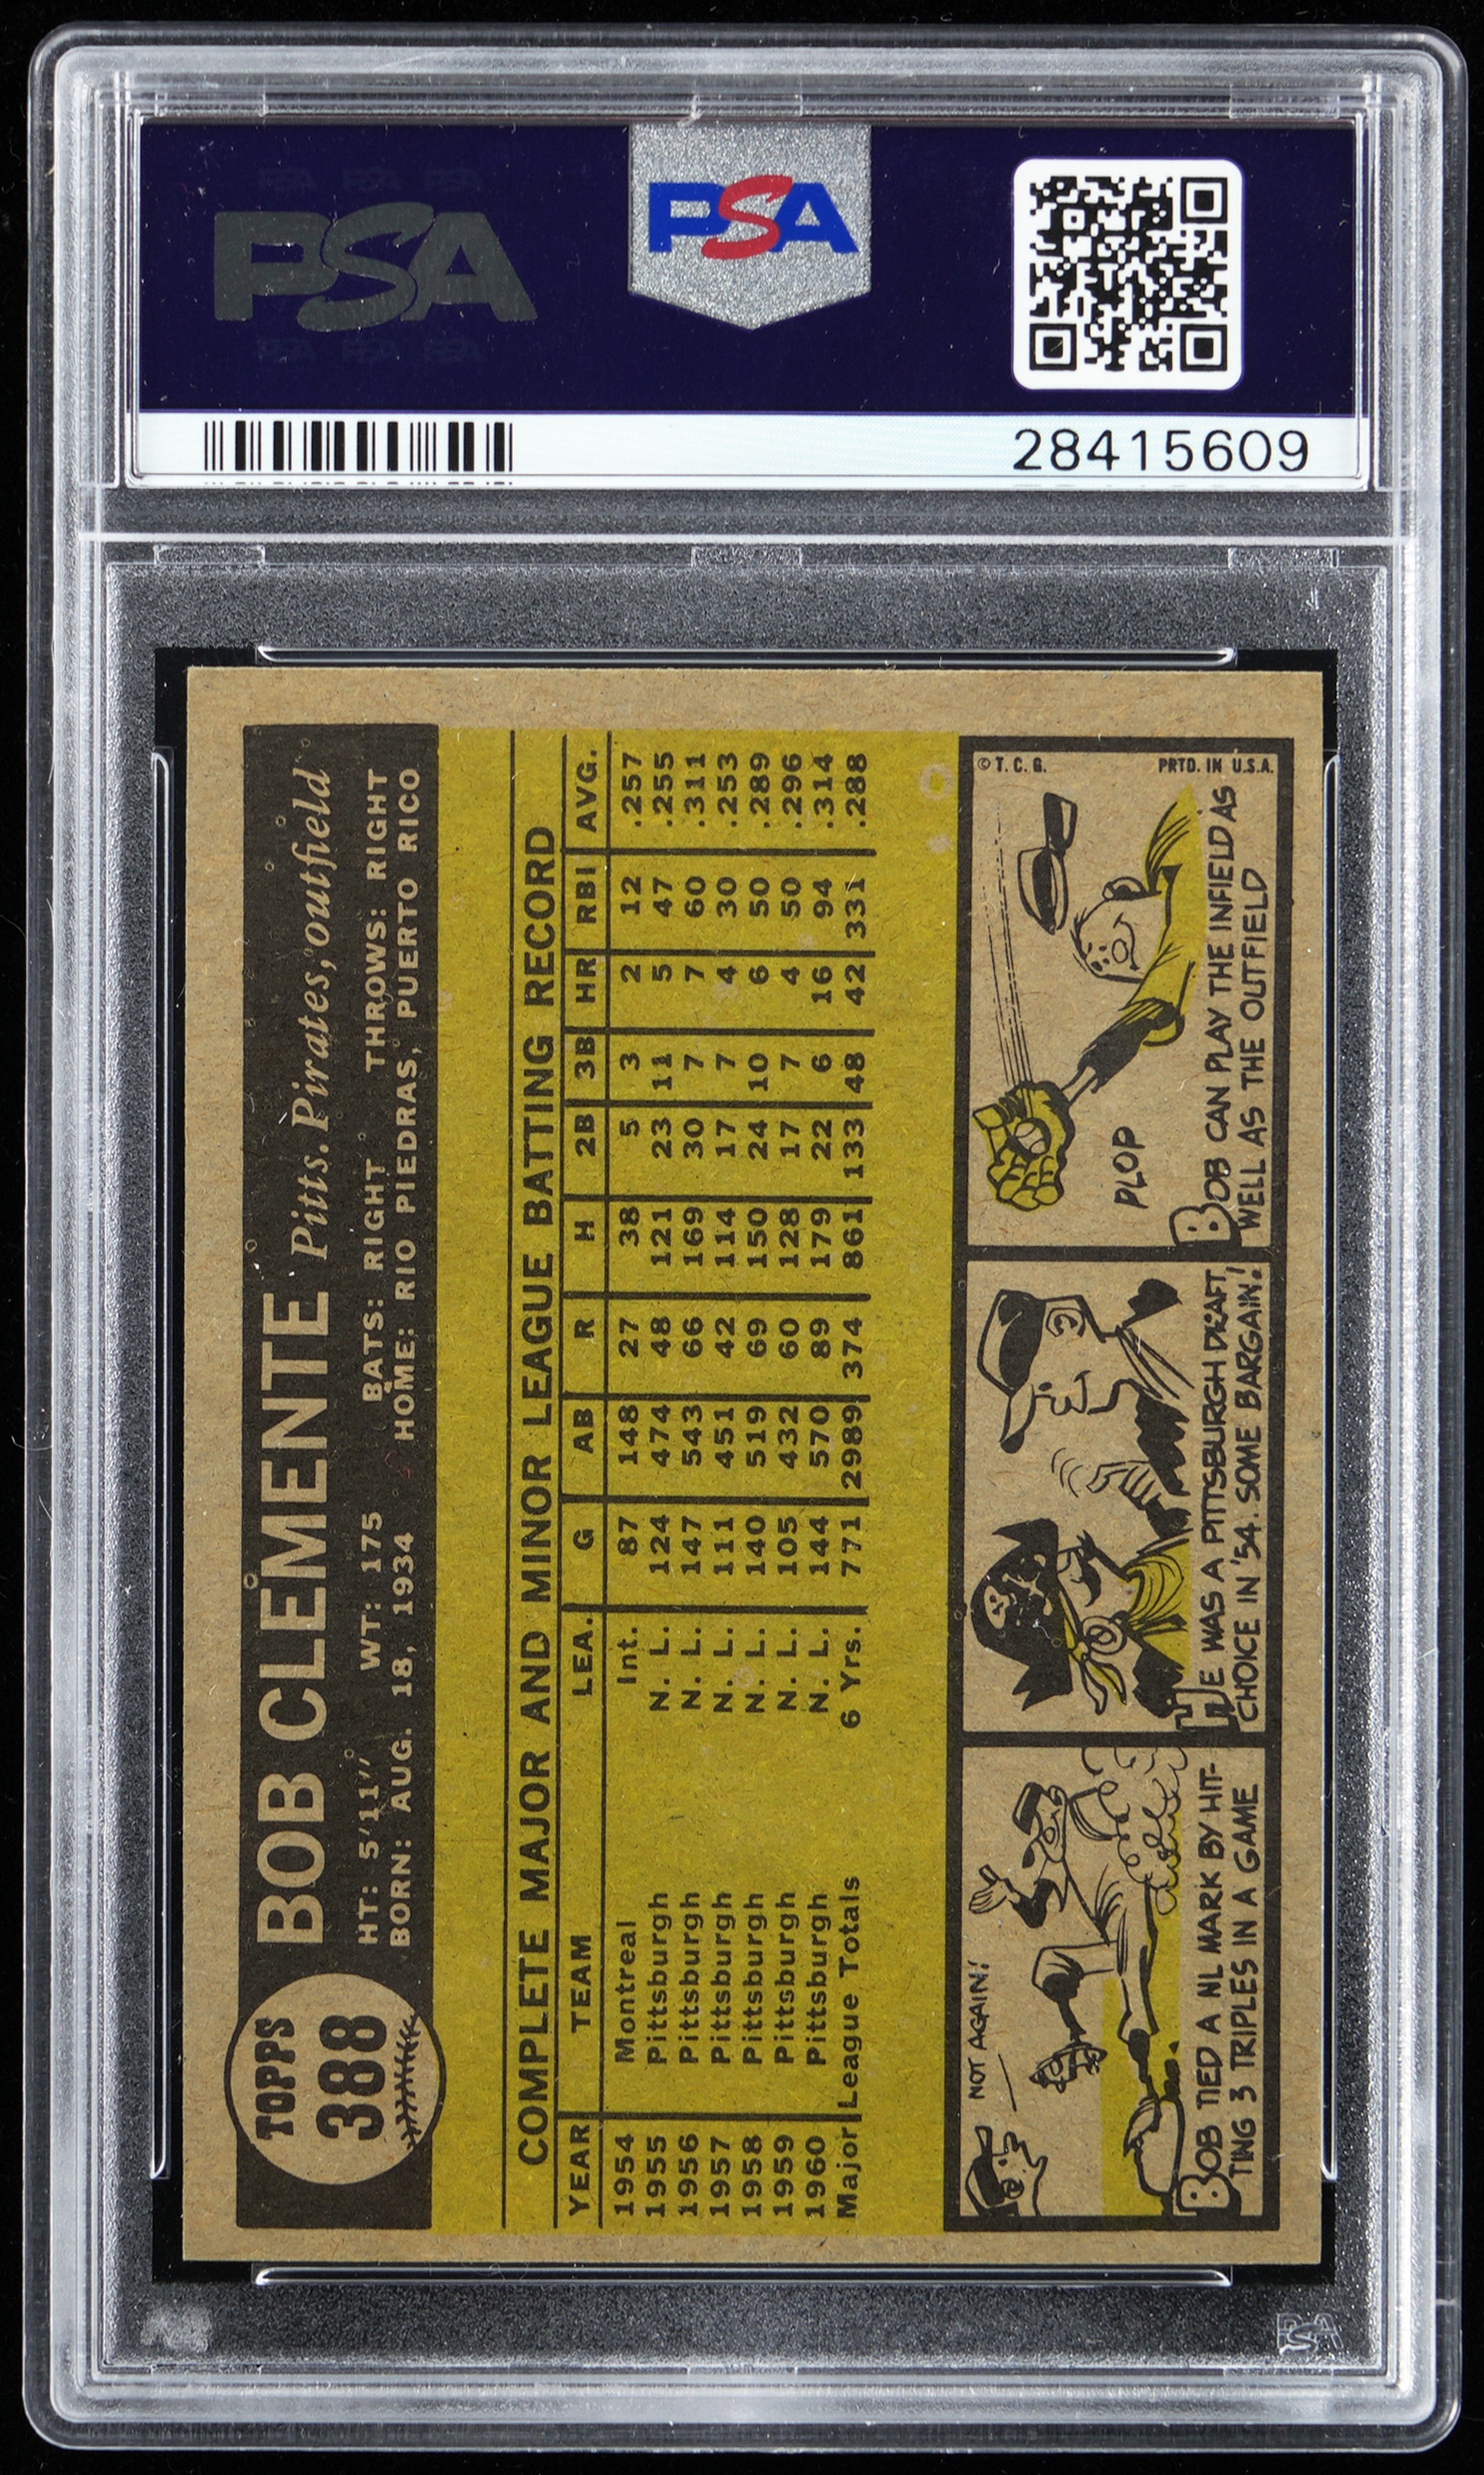 PSA
PSA
28415609
TOPPS
388
BOB CLEMENTE Pitts. Pirates, outfield
HT: 5'11" WT: 175 BATS: RIGHT THROWS: RIGHT
BORN: AUG. 18, 1934 HOME: RIO PIEDRAS, PUERTO RICO
COMPLETE MAJOR AND MINOR LEAGUE BATTING RECORD
YEAR TEAM LEA. G AB R H 2B 3B HR RBI AVG.
1954 Montreal Int. 87 148 27 38 5 3 2 12 .257
1955 Pittsburgh N. L. 124 474 48 121 23 11 5 47 .255
1956 Pittsburgh N. L. 147 543 66 169 30 7 7 60 .311
1957 Pittsburgh N. L. 111 451 42 114 17 7 4 30 .253
1958 Pittsburgh N. L. 140 519 69 150 24 10 6 50 .289
1959 Pittsburgh N. L. 105 432 60 128 17 7 4 50 .296
1960 Pittsburgh N. L. 144 570 89 179 22 6 16 94 .314
Major League Totals 6 Yrs. 771 2989 374 861 133 48 42 331 .288
NOT AGAIN!
BOB TIED A NL MARK BY HIT-
TING 3 TRIPLES IN A GAME
HE WAS A PITTSBURGH DRAFT
CHOICE IN '54. SOME BARGAIN!
© T. C. G. PRTD. IN U.S.A.
PLOP
BOB CAN PLAY THE INFIELD AS
WELL AS THE OUTFIELD
PSA